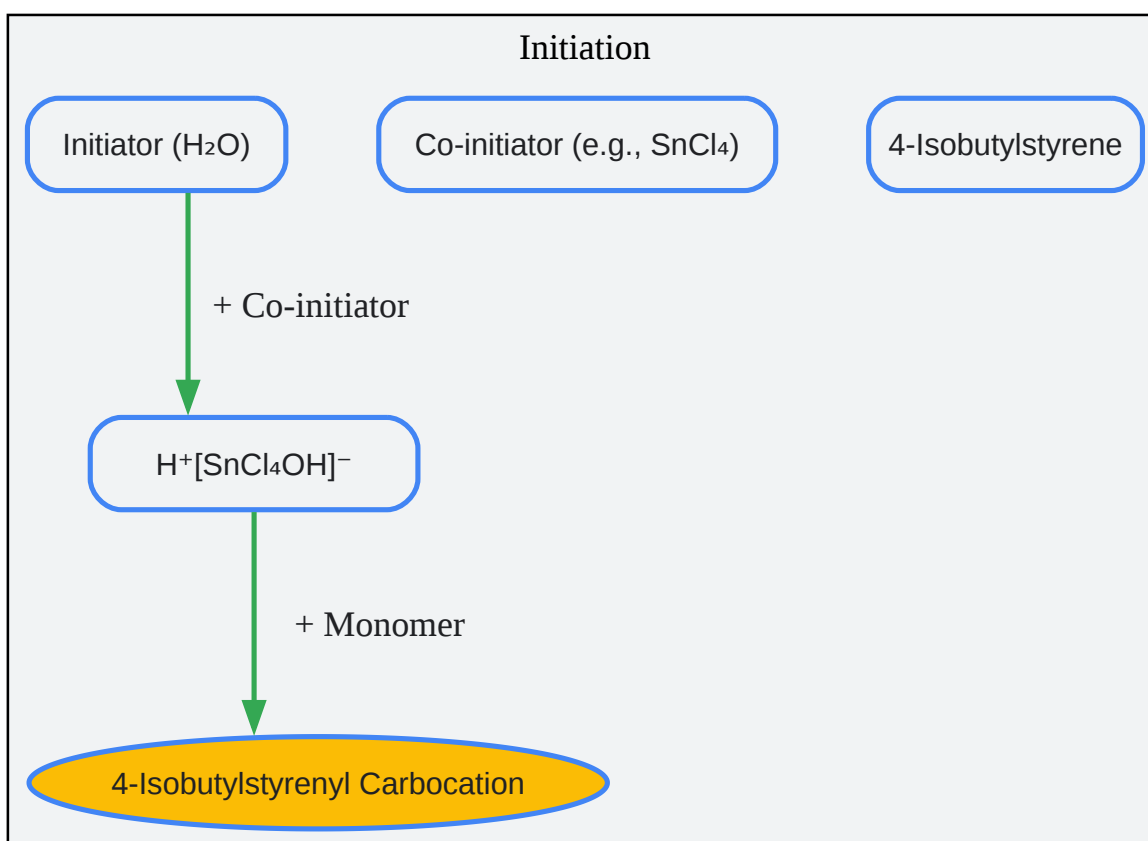 Initiation
Initiator (H₂O)
Co-initiator (e.g., SnCl₄)
4-Isobutylstyrene
+ Co-initiator
H⁺[SnCl₄OH]⁻
+ Monomer
4-Isobutylstyrenyl Carbocation